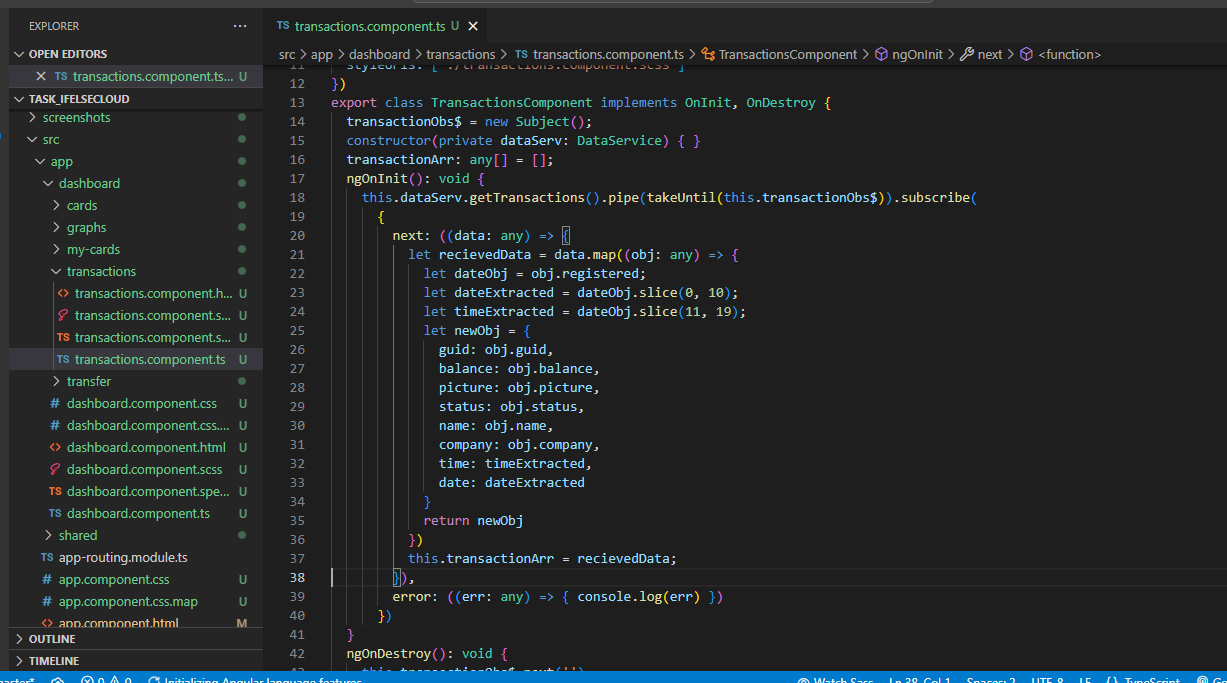 EXPLORER
OPEN EDITORS
TS transactions.component.ts... U
TASK_IFELSECLOUD
screenshots
src
app
dashboard
cards
graphs
my-cards
transactions
transactions.component.h... U
transactions.component.s... U
TS transactions.component.s... U
TS transactions.component.ts U
transfer
# dashboard.component.css U
# dashboard.component.css.... U
dashboard.component.html U
dashboard.component.scss U
TS dashboard.component.spe... U
TS dashboard.component.ts U
shared
TS app-routing.module.ts
# app.component.css U
# app.component.css.map U
app.component.html M
OUTLINE
TIMELINE
TS transactions.component.ts U
src > app > dashboard > transactions > TS transactions.component.ts > TransactionsComponent > ngOnInit > next > <function>
11 styleUrls: ['./transactions.component.scss']
12 })
13 export class TransactionsComponent implements OnInit, OnDestroy {
14 transactionObs$ = new Subject();
15 constructor(private dataServ: DataService) { }
16 transactionArr: any[] = [];
17 ngOnInit(): void {
18 this.dataServ.getTransactions().pipe(takeUntil(this.transactionObs$)).subscribe(
19 {
20 next: ((data: any) => {
21 let recievedData = data.map((obj: any) => {
22 let dateObj = obj.registered;
23 let dateExtracted = dateObj.slice(0, 10);
24 let timeExtracted = dateObj.slice(11, 19);
25 let newObj = {
26 guid: obj.guid,
27 balance: obj.balance,
28 picture: obj.picture,
29 status: obj.status,
30 name: obj.name,
31 company: obj.company,
32 time: timeExtracted,
33 date: dateExtracted
34 }
35 return newObj
36 })
37 this.transactionArr = recievedData;
38 }),
39 error: ((err: any) => { console.log(err) })
40 })
41 }
42 ngOnDestroy(): void {
43 this.transactionObs$.next('')
master* 0 0 Initializing Angular language features Watch Sass Ln 38, Col 1 Spaces: 2 UTF-8 LF {} TypeScript Go